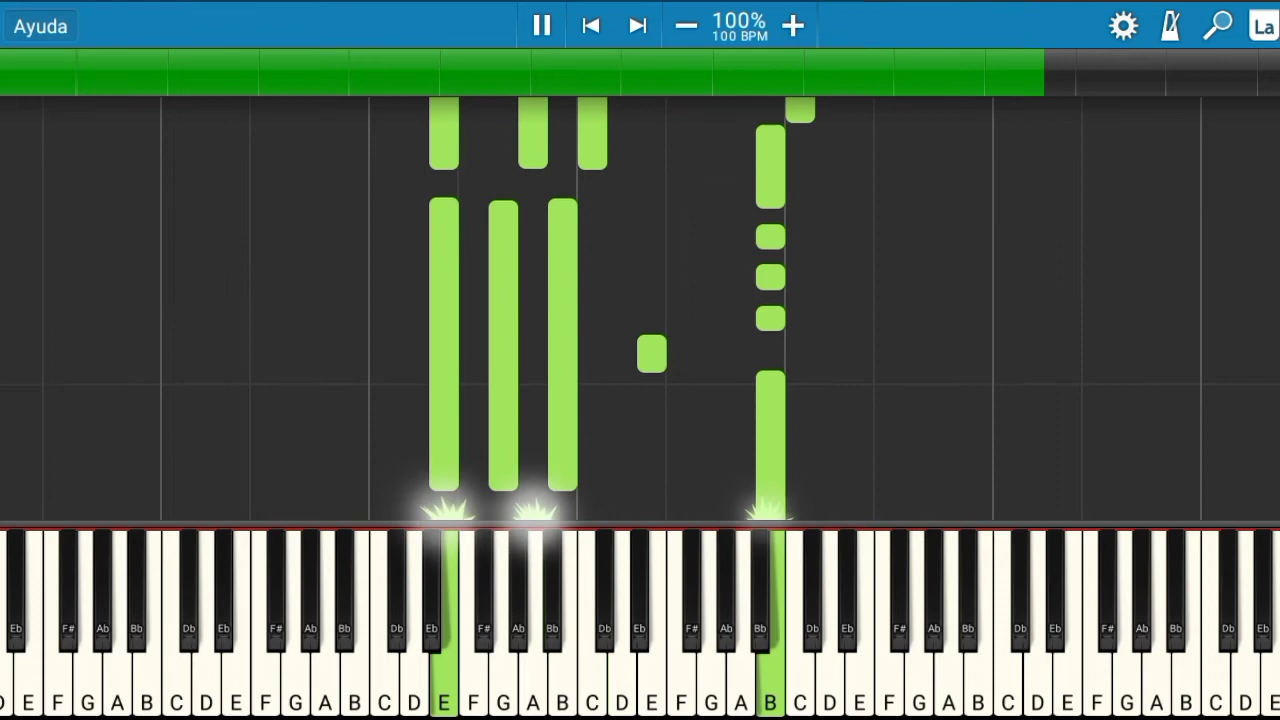 Ayuda
100%
100 BPM
La
Eb F# Ab Bb Db Eb F# Ab Bb Db Eb F# Ab Bb Db Eb F# Ab Bb Db Eb F# Ab Bb Db Eb F# Ab Bb Db Eb
D E F G A B C D E F G A B C D E F G A B C D E F G A B C D E F G A B C D E F G A B C D E